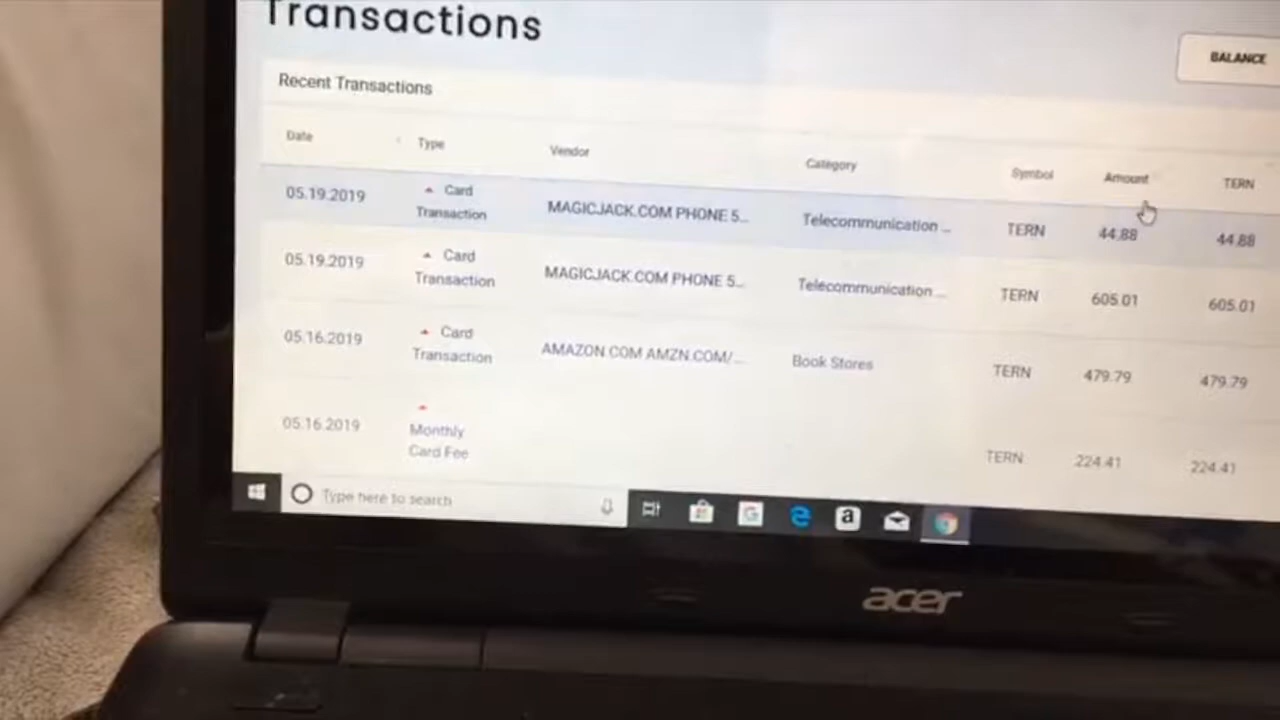 Transactions
BALANCE
Recent Transactions
Date Type Vendor Category Symbol Amount TERN
05.19.2019 Card Transaction MAGICJACK.COM PHONE 5... Telecommunication ... TERN 44.88 44.88
05.19.2019 Card Transaction MAGICJACK.COM PHONE 5... Telecommunication ... TERN 605.01 605.01
05.16.2019 Card Transaction AMAZON.COM AMZN.COM/... Book Stores TERN 479.79 479.79
05.16.2019 Monthly Card Fee TERN 224.41 224.41
Type here to search
G
a
acer